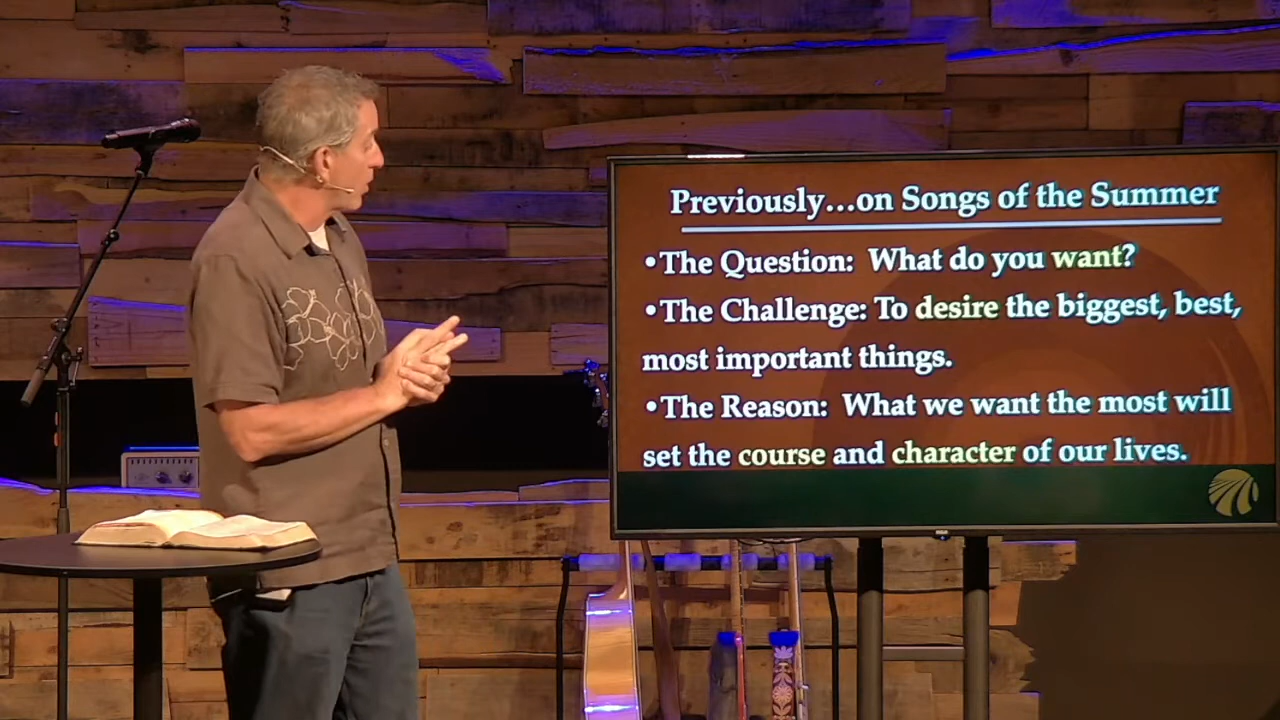 Previously...on Songs of the Summer
•The Question:  What do you want?
•The Challenge: To desire the biggest, best,
most important things.
•The Reason:  What we want the most will
set the course and character of our lives.